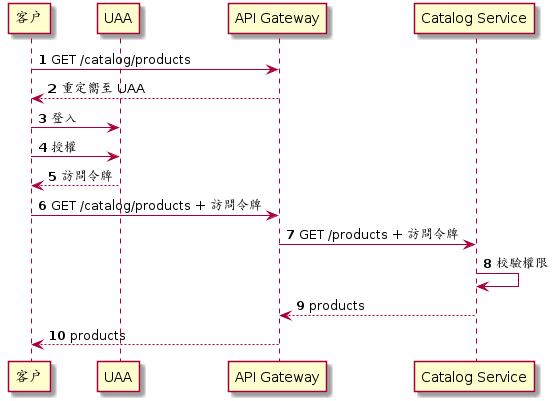 客户 UAA API Gateway Catalog Service
1 GET /catalog/products
2 重定嚮至 UAA
3 登入
4 授權
5 訪問令牌
6 GET /catalog/products + 訪問令牌
7 GET /products + 訪問令牌
8 校驗權限
9 products
10 products
客户 UAA API Gateway Catalog Service